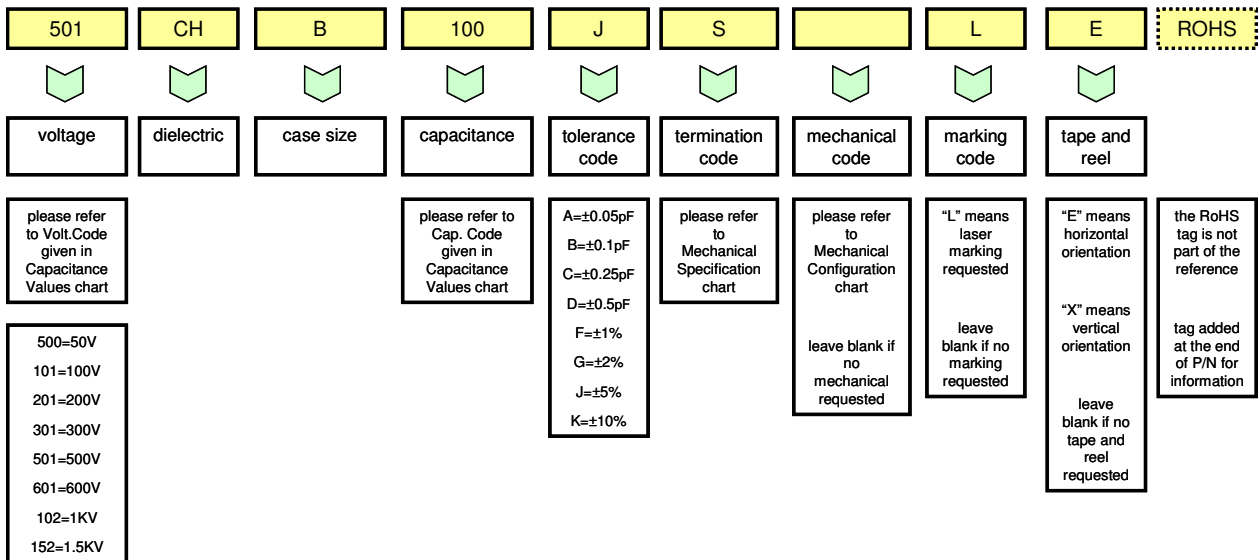 501 CH B 100 J S L E ROHS
voltage
dielectric
case size
capacitance
tolerance
code
termination
code
mechanical
code
marking
code
tape and
reel
please refer
to Volt.Code
given in
Capacitance
Values chart
500=50V
101=100V
201=200V
301=300V
501=500V
601=600V
102=1KV
152=1.5KV
please refer to
Cap. Code
given in
Capacitance
Values chart
A=±0.05pF
B=±0.1pF
C=±0.25pF
D=±0.5pF
F=±1%
G=±2%
J=±5%
K=±10%
please refer
to
Mechanical
Specification
chart
please refer
to
Mechanical
Configuration
chart
leave blank if
no
mechanical
requested
“L” means
laser
marking
requested
leave
blank if no
marking
requested
“E” means
horizontal
orientation
“X” means
vertical
orientation
leave
blank if no
tape and
reel
requested
the RoHS
tag is not
part of the
reference
tag added
at the end
of P/N for
information